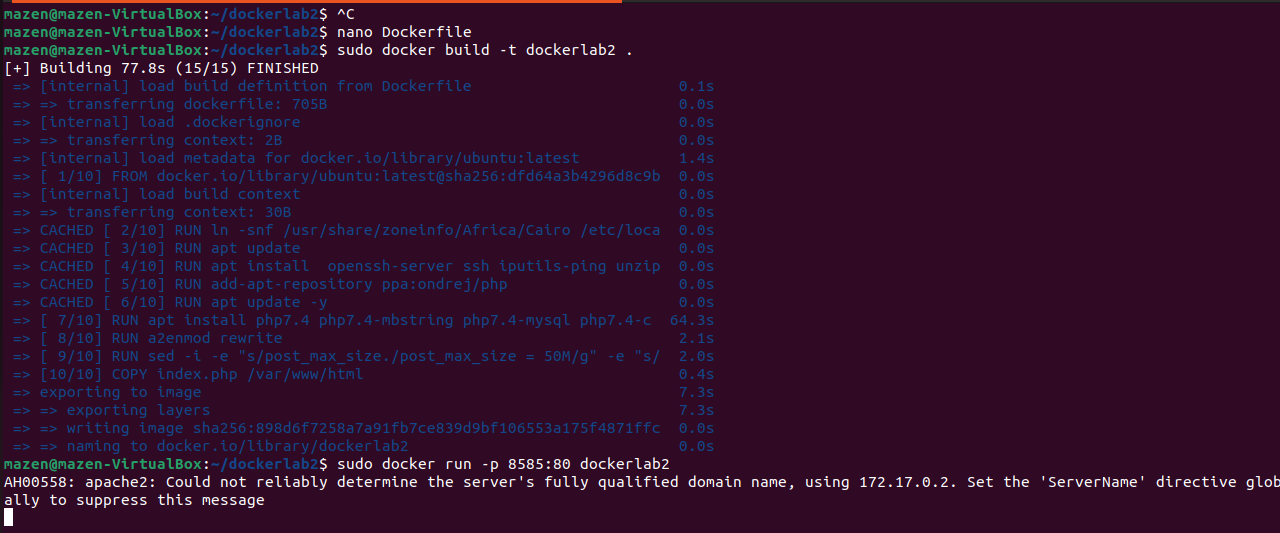 mazen@mazen-VirtualBox:~/dockerlab2$ ^C
mazen@mazen-VirtualBox:~/dockerlab2$ nano Dockerfile
mazen@mazen-VirtualBox:~/dockerlab2$ sudo docker build -t dockerlab2 .
[+] Building 77.8s (15/15) FINISHED
=> [internal] load build definition from Dockerfile 0.1s
=> => transferring dockerfile: 705B 0.0s
=> [internal] load .dockerignore 0.0s
=> => transferring context: 2B 0.0s
=> [internal] load metadata for docker.io/library/ubuntu:latest 1.4s
=> [ 1/10] FROM docker.io/library/ubuntu:latest@sha256:dfd64a3b4296d8c9b 0.0s
=> [internal] load build context 0.0s
=> => transferring context: 30B 0.0s
=> CACHED [ 2/10] RUN ln -snf /usr/share/zoneinfo/Africa/Cairo /etc/loca 0.0s
=> CACHED [ 3/10] RUN apt update 0.0s
=> CACHED [ 4/10] RUN apt install  openssh-server ssh iputils-ping unzip 0.0s
=> CACHED [ 5/10] RUN add-apt-repository ppa:ondrej/php 0.0s
=> CACHED [ 6/10] RUN apt update -y 0.0s
=> [ 7/10] RUN apt install php7.4 php7.4-mbstring php7.4-mysql php7.4-c 64.3s
=> [ 8/10] RUN a2enmod rewrite 2.1s
=> [ 9/10] RUN sed -i -e "s/post_max_size./post_max_size = 50M/g" -e "s/ 2.0s
=> [10/10] COPY index.php /var/www/html 0.4s
=> exporting to image 7.3s
=> => exporting layers 7.3s
=> => writing image sha256:898d6f7258a7a91fb7ce839d9bf106553a175f4871ffc 0.0s
=> => naming to docker.io/library/dockerlab2 0.0s
mazen@mazen-VirtualBox:~/dockerlab2$ sudo docker run -p 8585:80 dockerlab2
AH00558: apache2: Could not reliably determine the server's fully qualified domain name, using 172.17.0.2. Set the 'ServerName' directive glob
ally to suppress this message